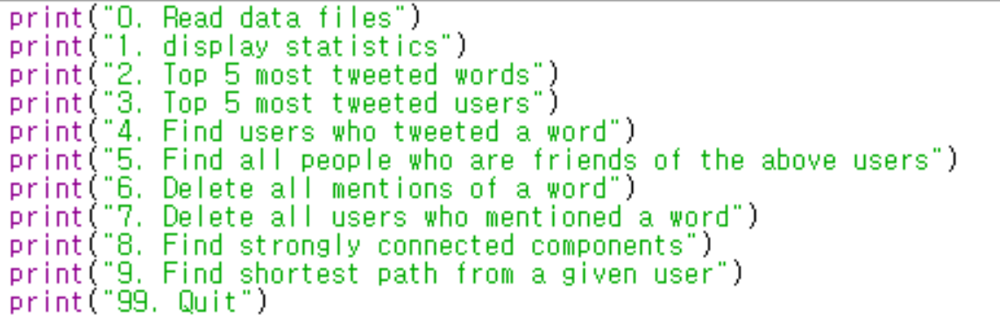 print("0. Read data files")
print("1. display statistics")
print("2. Top 5 most tweeted words")
print("3. Top 5 most tweeted users")
print("4. Find users who tweeted a word")
print("5. Find all people who are friends of the above users")
print("6. Delete all mentions of a word")
print("7. Delete all users who mentioned a word")
print("8. Find strongly connected components")
print("9. Find shortest path from a given user")
print("99. Quit")